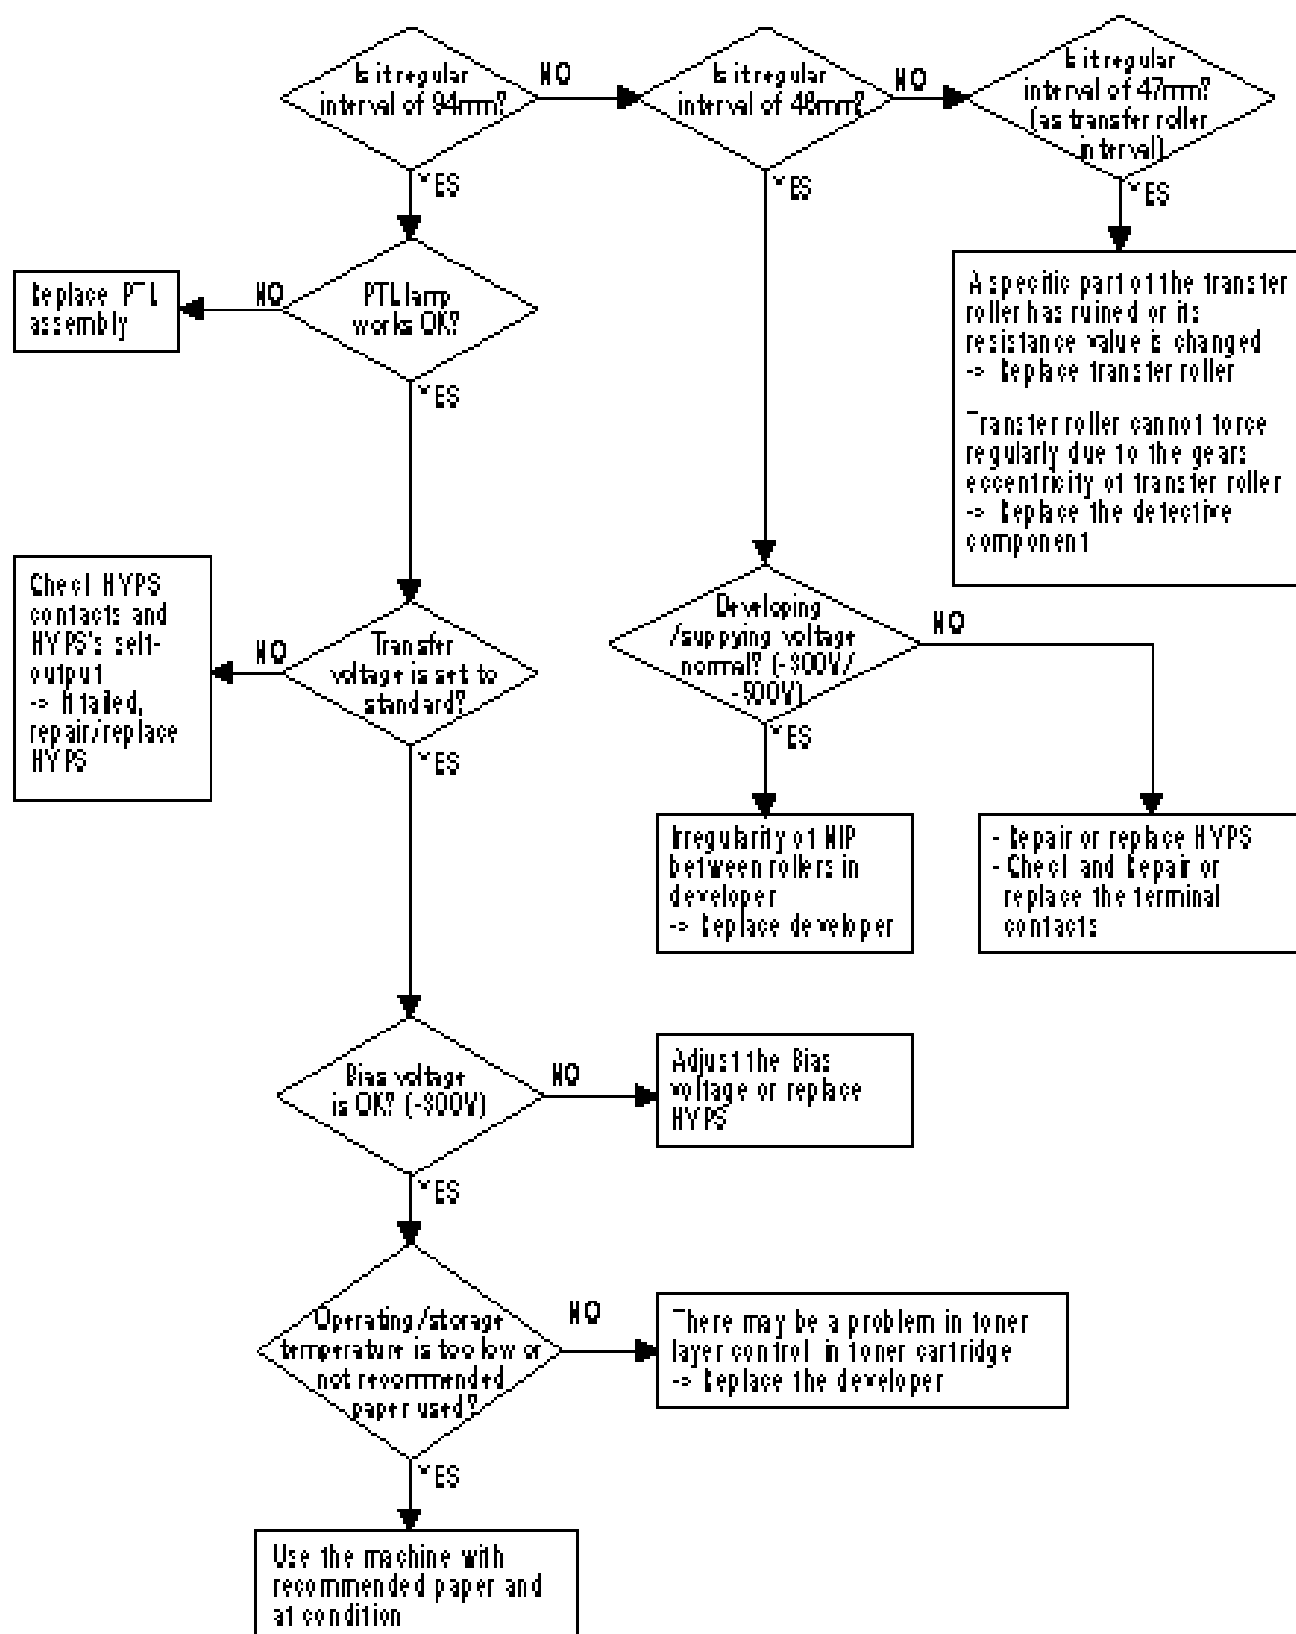 Is it regular
interval of 94mm?
NO
Is it regular
interval of 48mm?
NO
Is it regular
interval of 47mm?
(as transfer roller
interval)
YES
YES
YES
Replace PTL
assembly
NO
PTL lamp
works OK?
YES
A specific part of the transfer
roller has ruined or its
resistance value is changed
-> Replace transfer roller
Transfer roller cannot force
regularly due to the gears
eccentricity of transfer roller
-> Replace the defective
component
Check HVPS
contacts and
HVPS's self-
output
-> If failed,
repair/replace
HVPS
NO
Transfer
voltage is set to
standard?
YES
Developing
/suppying voltage
normal? (-300V/
-500V)
NO
YES
Irregularity of NIP
between rollers in
developer
-> Replace developer
- Repair or replace HVPS
- Check and Repair or
replace the terminal
contacts
Bias voltage
is OK? (-300V)
NO
Adjust the Bias
voltage or replace
HVPS
YES
Operating /storage
temperature is too low or
not recommended
paper used?
NO
There may be a problem in toner
layer control in toner cartridge
-> Replace the developer
YES
Use the machine with
recommended paper and
at condition